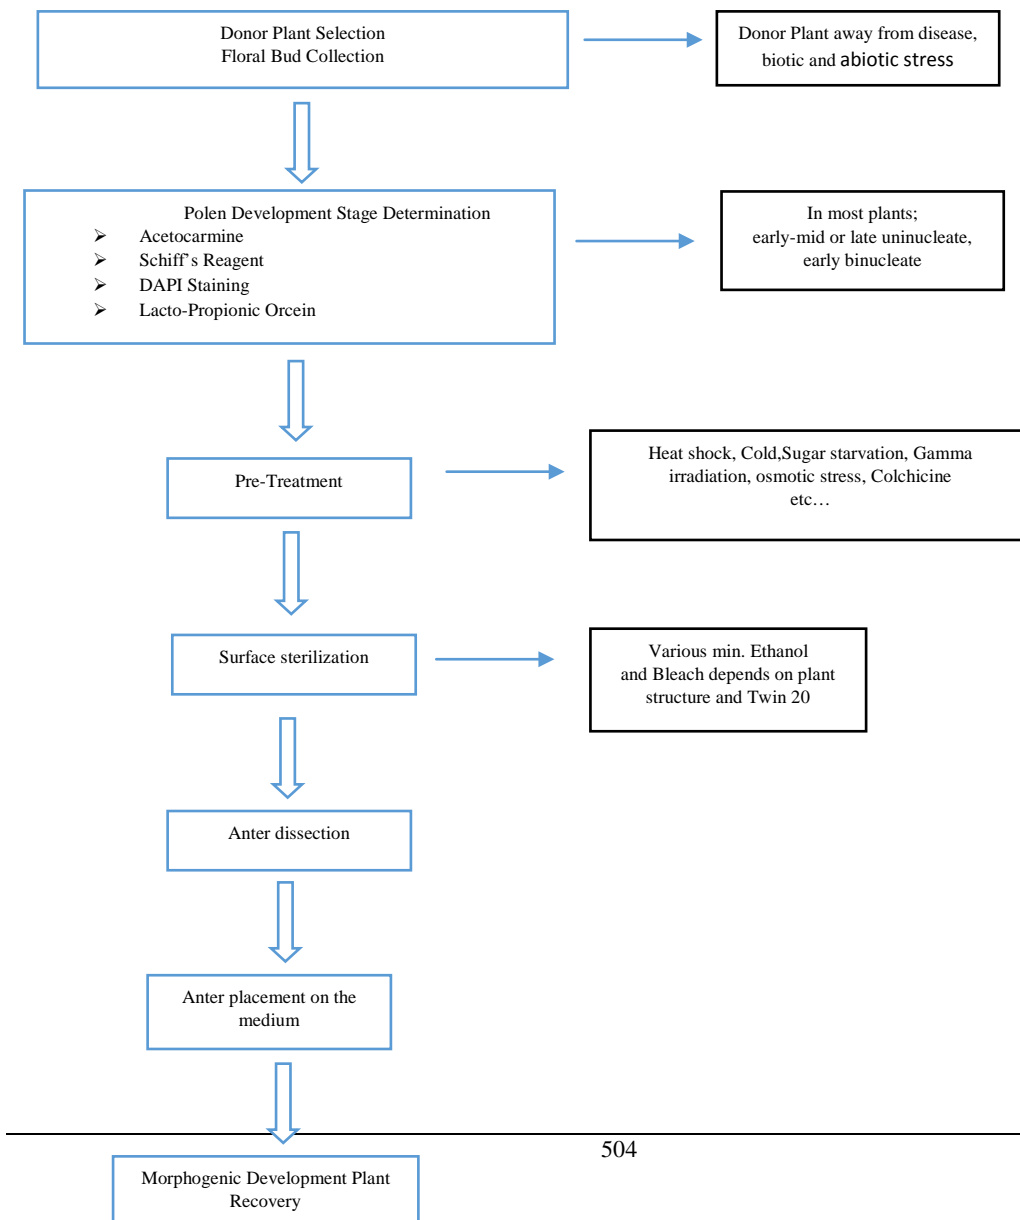 Donor Plant Selection
Floral Bud Collection
Donor Plant away from disease,
biotic and abiotic stress
Polen Development Stage Determination
➢ Acetocarmine
➢ Schiff's Reagent
➢ DAPI Staining
➢ Lacto-Propionic Orcein
In most plants;
early-mid or late uninucleate,
early binucleate
Pre-Treatment
Heat shock, Cold,Sugar starvation, Gamma
irradiation, osmotic stress, Colchicine
etc…
Surface sterilization
Various min. Ethanol
and Bleach depends on plant
structure and Twin 20
Anter dissection
Anter placement on the
medium
504
Morphogenic Development Plant
Recovery